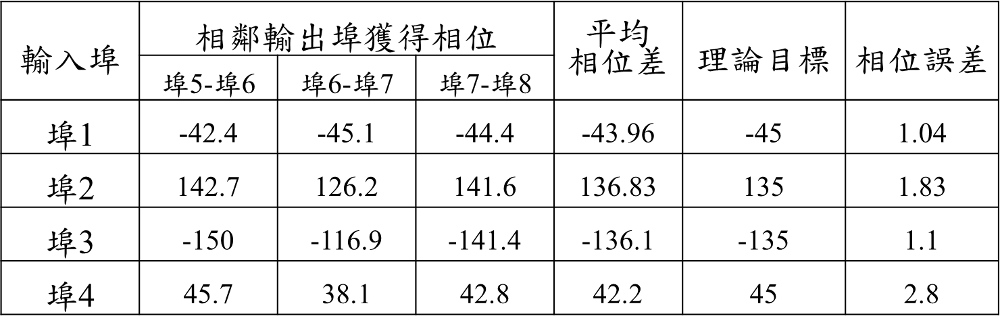 輸入埠 相鄰輸出埠獲得相位 平均相位差 理論目標 相位誤差
埠5-埠6 埠6-埠7 埠7-埠8
埠1 -42.4 -45.1 -44.4 -43.96 -45 1.04
埠2 142.7 126.2 141.6 136.83 135 1.83
埠3 -150 -116.9 -141.4 -136.1 -135 1.1
埠4 45.7 38.1 42.8 42.2 45 2.8